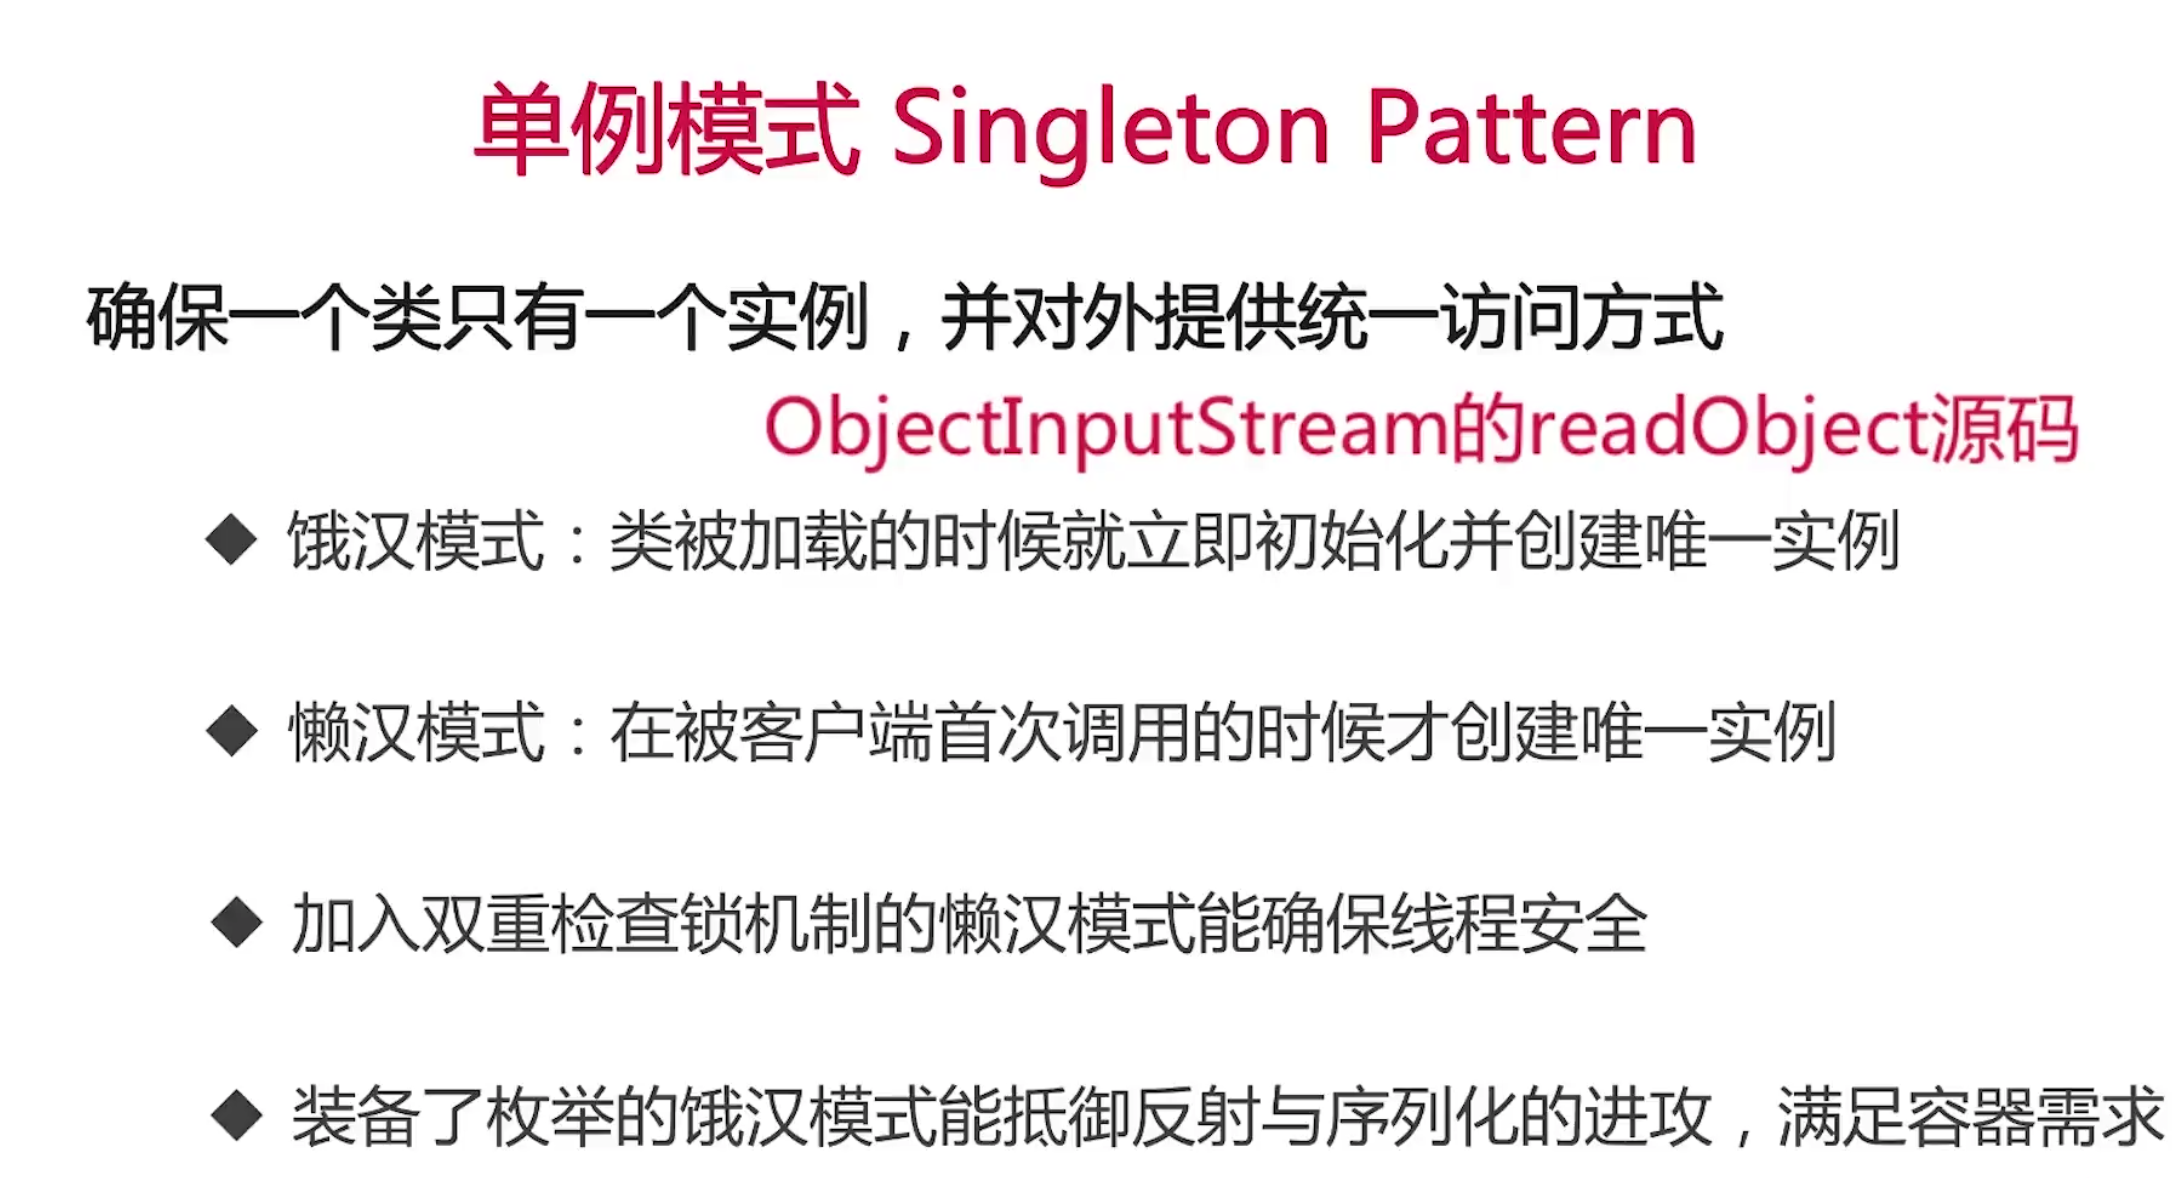 单例模式 Singleton Pattern
确保一个类只有一个实例，并对外提供统一访问方式
ObjectInputStream的readObject源码
◆ 饿汉模式：类被加载的时候就立即初始化并创建唯一实例
◆ 懒汉模式：在被客户端首次调用的时候才创建唯一实例
◆ 加入双重检查锁机制的懒汉模式能确保线程安全
◆ 装备了枚举的饿汉模式能抵御反射与序列化的进攻，满足容器需求